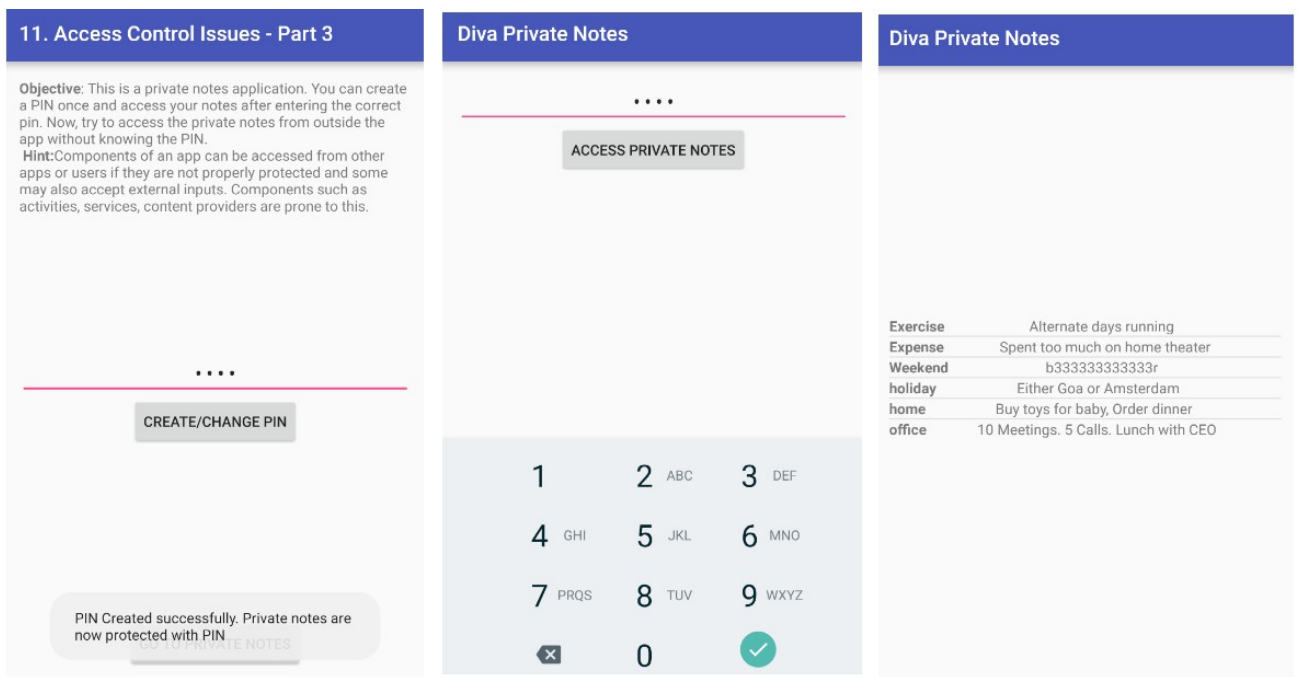 11. Access Control Issues - Part 3
Objective: This is a private notes application. You can create
a PIN once and access your notes after entering the correct
pin. Now, try to access the private notes from outside the
app without knowing the PIN.
Hint:Components of an app can be accessed from other
apps or users if they are not properly protected and some
may also accept external inputs. Components such as
activities, services, content providers are prone to this.
....
CREATE/CHANGE PIN
PIN Created successfully. Private notes are
now protected with PIN
GO TO PRIVATE NOTES
Diva Private Notes
....
ACCESS PRIVATE NOTES
1 2 ABC 3 DEF
4 GHI 5 JKL 6 MNO
7 PRQS 8 TUV 9 WXYZ
0
Diva Private Notes
Exercise Alternate days running
Expense Spent too much on home theater
Weekend b333333333333r
holiday Either Goa or Amsterdam
home Buy toys for baby, Order dinner
office 10 Meetings. 5 Calls. Lunch with CEO